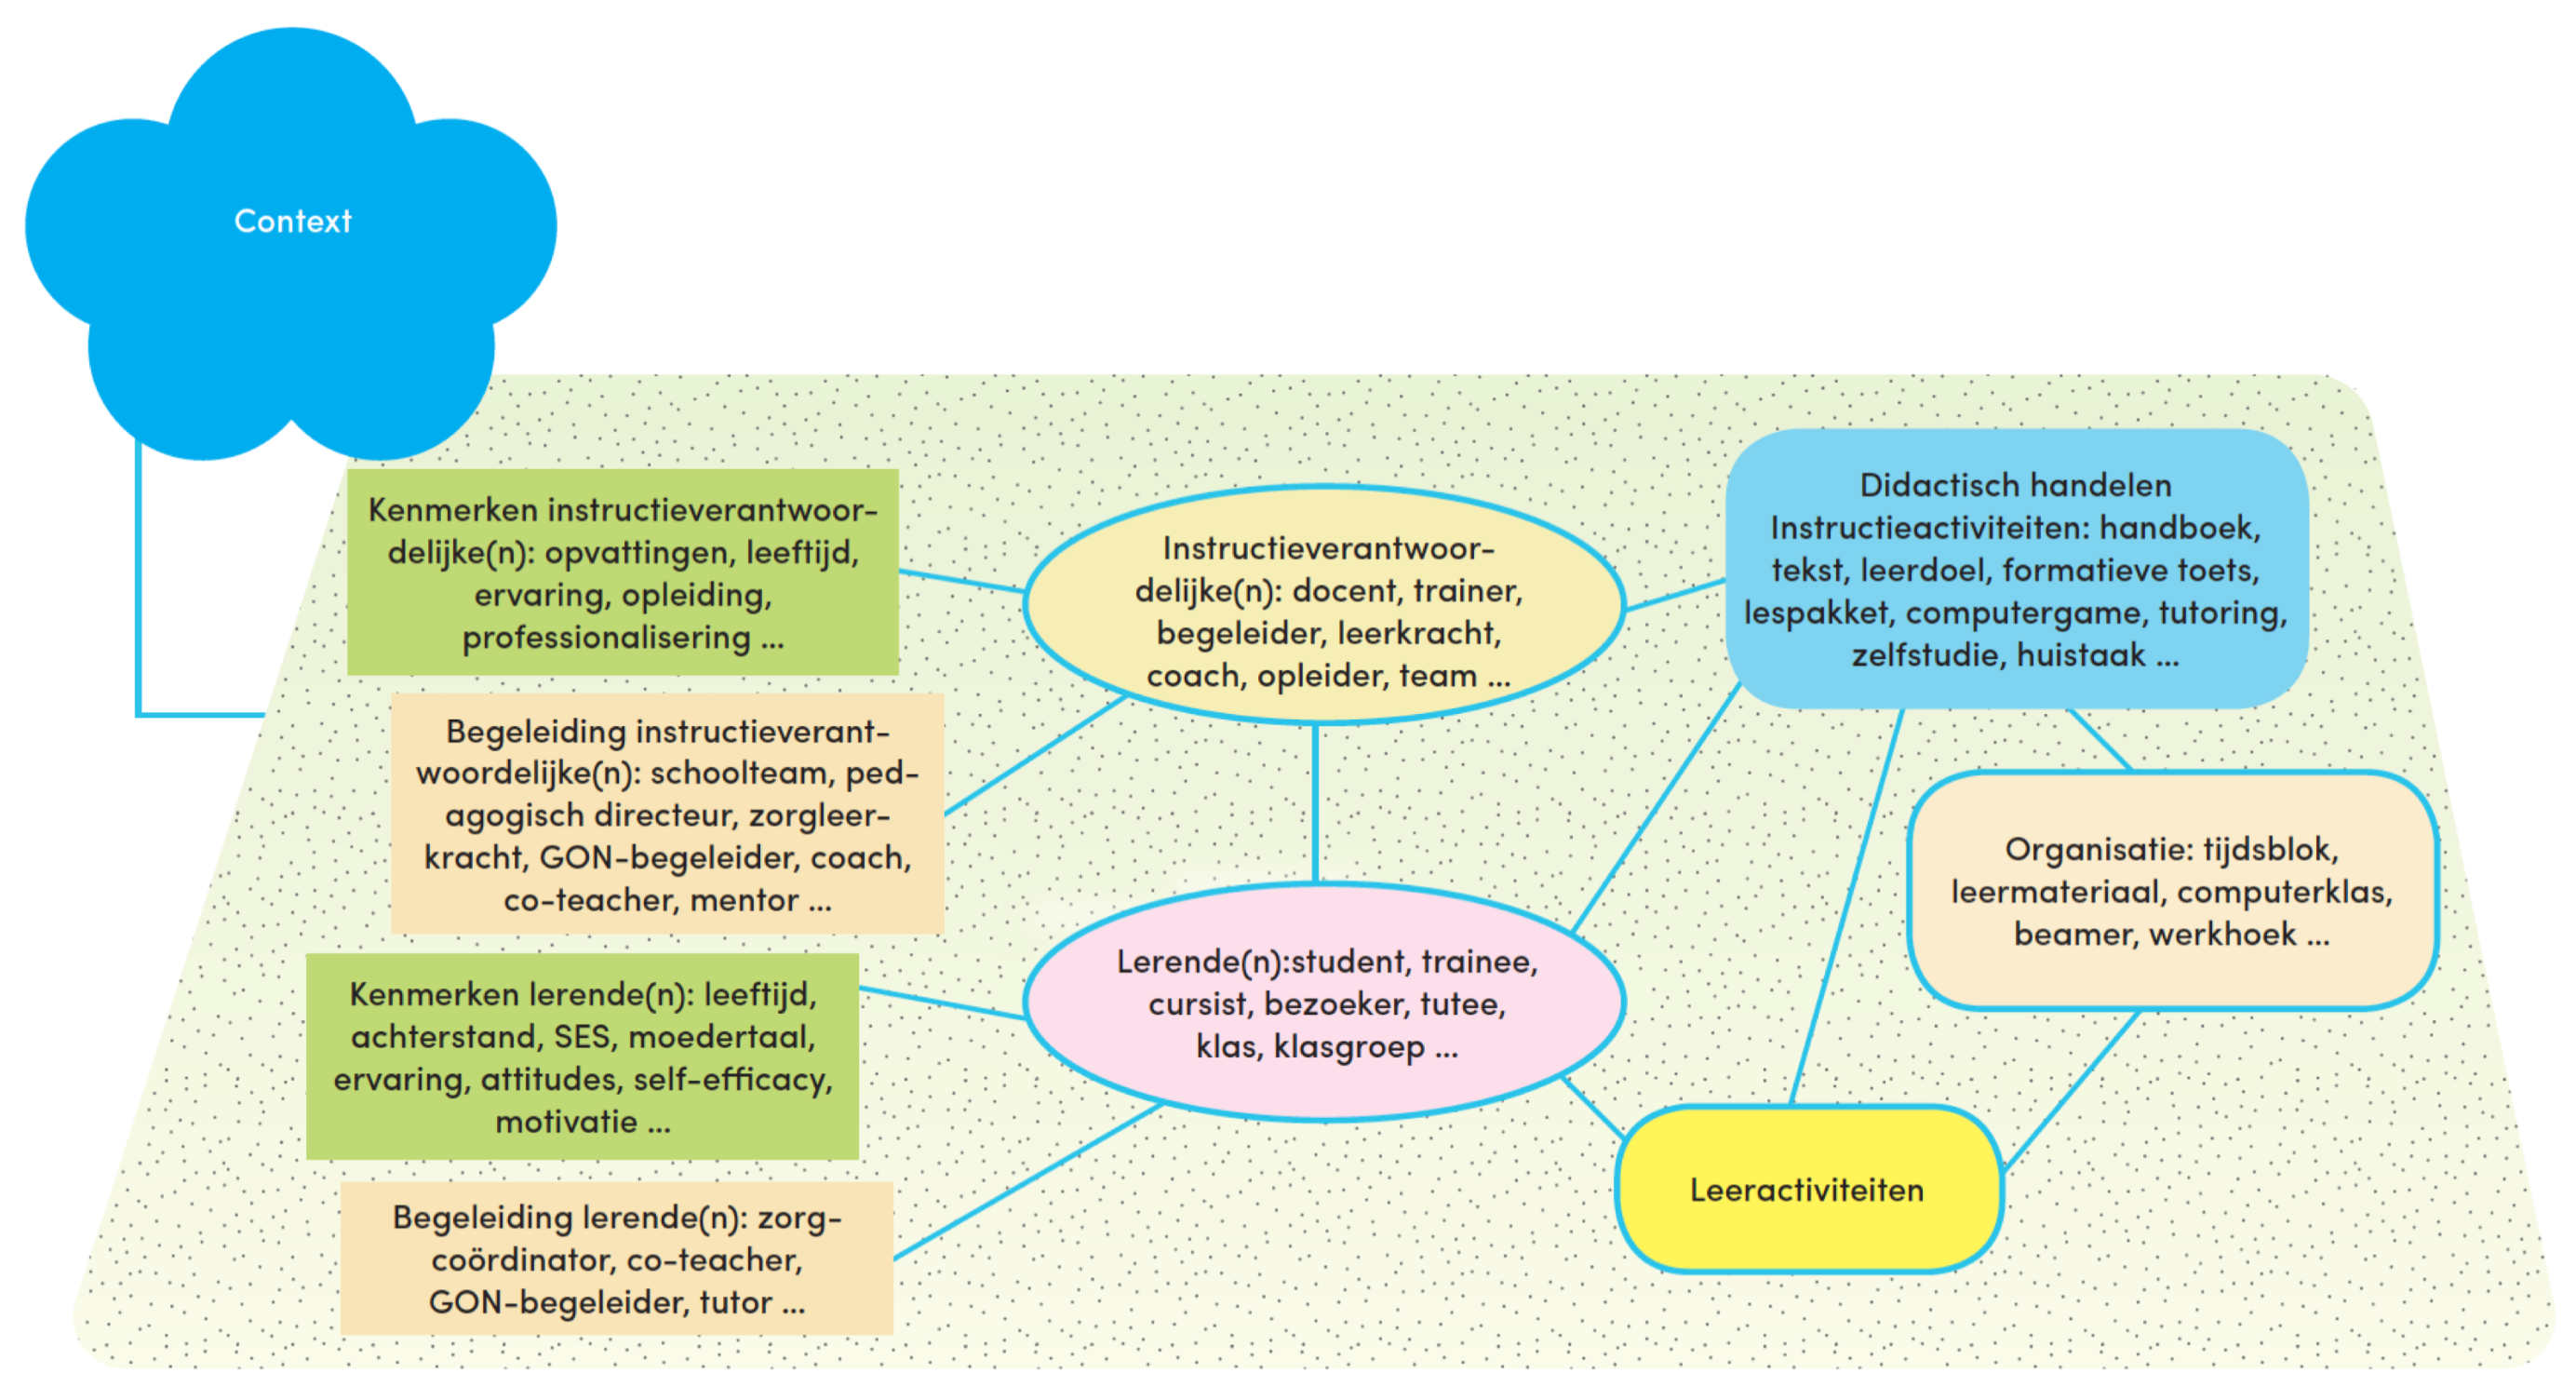 Context
Kenmerken instructieverantwoor-
delijke(n): opvattingen, leeftijd,
ervaring, opleiding,
professionalisering ...
Begeleiding instructieverant-
woordelijke(n): schoolteam, ped-
agogisch directeur, zorgleer-
kracht, GON-begeleider, coach,
co-teacher, mentor ...
Kenmerken lerende(n): leeftijd,
achterstand, SES, moedertaal,
ervaring, attitudes, self-efficacy,
motivatie ...
Begeleiding lerende(n): zorg-
coördinator, co-teacher,
GON-begeleider, tutor ...
Instructieverantwoor-
delijke(n): docent, trainer,
begeleider, leerkracht,
coach, opleider, team ...
Lerende(n):student, trainee,
cursist, bezoeker, tutee,
klas, klasgroep ...
Didactisch handelen
Instructieactiviteiten: handboek,
tekst, leerdoel, formatieve toets,
lespakket, computergame, tutoring,
zelfstudie, huistaak ...
Organisatie: tijdsblok,
leermateriaal, computerklas,
beamer, werkhoek ...
Leeractiviteiten